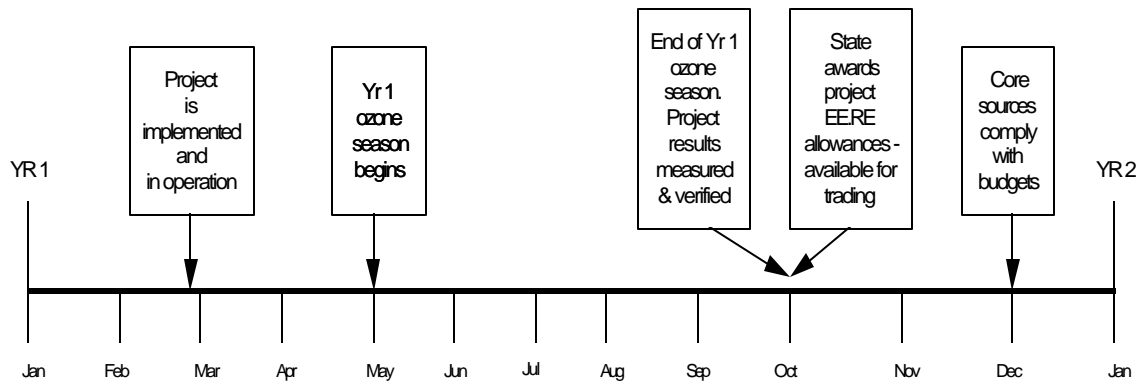 Project
is
implemented
and
in operation
Yr 1
ozone
season
begins
End of Yr 1
ozone
season.
Project
results
measured
& verified
State
awards
project
EE.RE
allowances -
available for
trading
Core
sources
comply
with
budgets
YR 1
YR 2
Jan Feb Mar Apr May Jun Jul Aug Sep Oct Nov Dec Jan